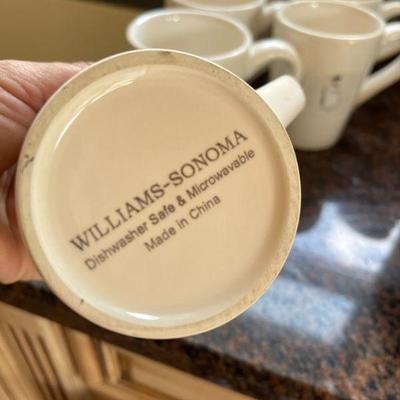 WILLIAMS-SONOMA
Dishwasher Safe & Microwavable
Made in China